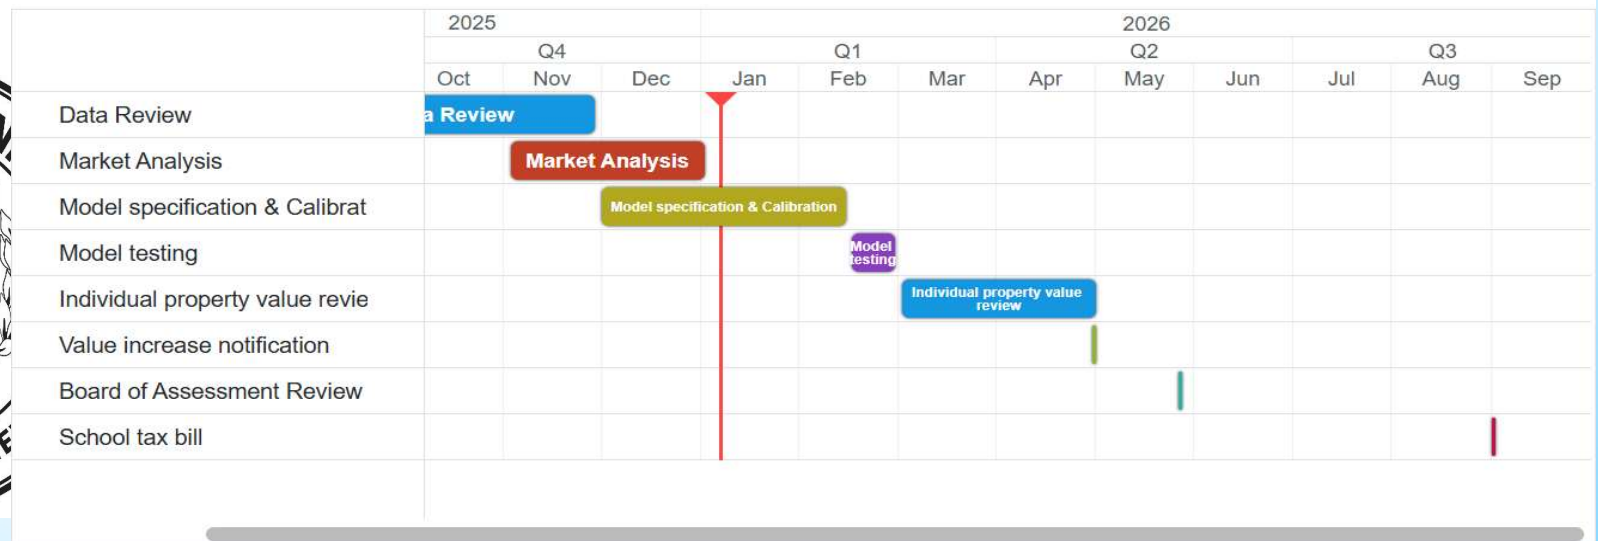 2025 2026
Q4 Q1 Q2 Q3
Oct Nov Dec Jan Feb Mar Apr May Jun Jul Aug Sep
Data Review
a Review
Market Analysis
Market Analysis
Model specification & Calibrat
Model specification & Calibration
Model testing
Model
testing
Individual property value revie
Individual property value
review
Value increase notification
Board of Assessment Review
School tax bill